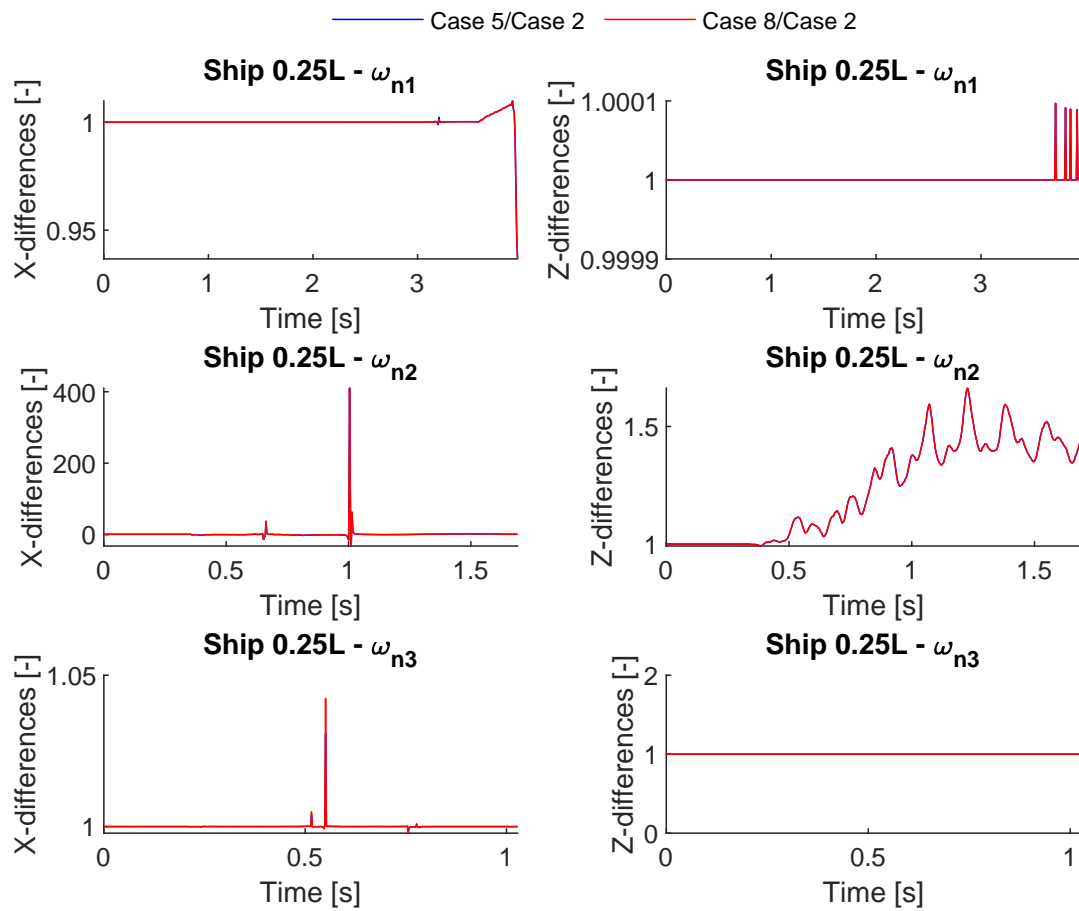 Case 5/Case 2 Case 8/Case 2
Ship 0.25L - ωn1
X-differences [-]
1
0.95
0 1 2 3
Time [s]
Ship 0.25L - ωn1
Z-differences [-]
1.0001
1
0.9999
0 1 2 3
Time [s]
Ship 0.25L - ωn2
X-differences [-]
400
200
0
0 0.5 1 1.5
Time [s]
Ship 0.25L - ωn2
Z-differences [-]
1.5
1
0 0.5 1 1.5
Time [s]
Ship 0.25L - ωn3
X-differences [-]
1.05
1
0 0.5 1
Time [s]
Ship 0.25L - ωn3
Z-differences [-]
2
1
0
0 0.5 1
Time [s]